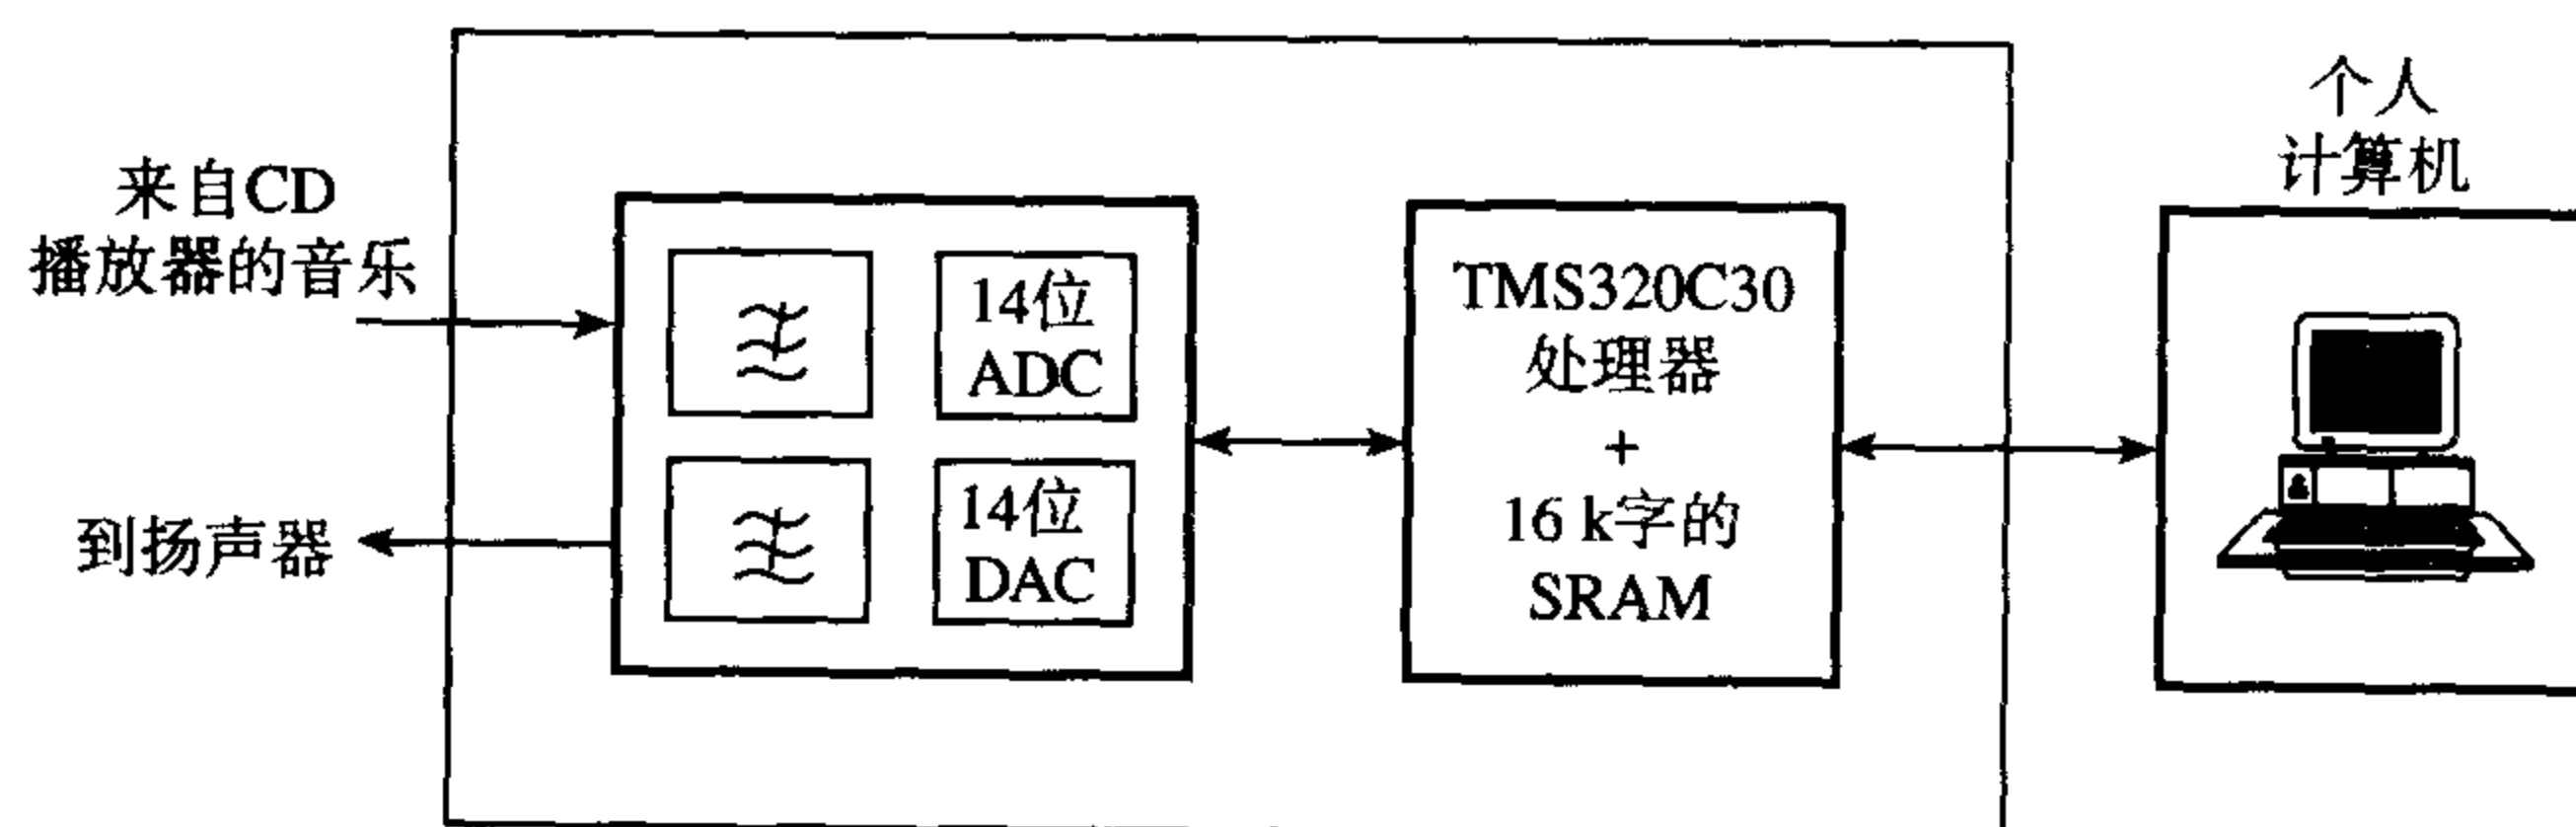 来自CD
播放器的音乐
到扬声器
14位
ADC
14位
DAC
TMS320C30
处理器
+
16 k字的
SRAM
个人
计算机